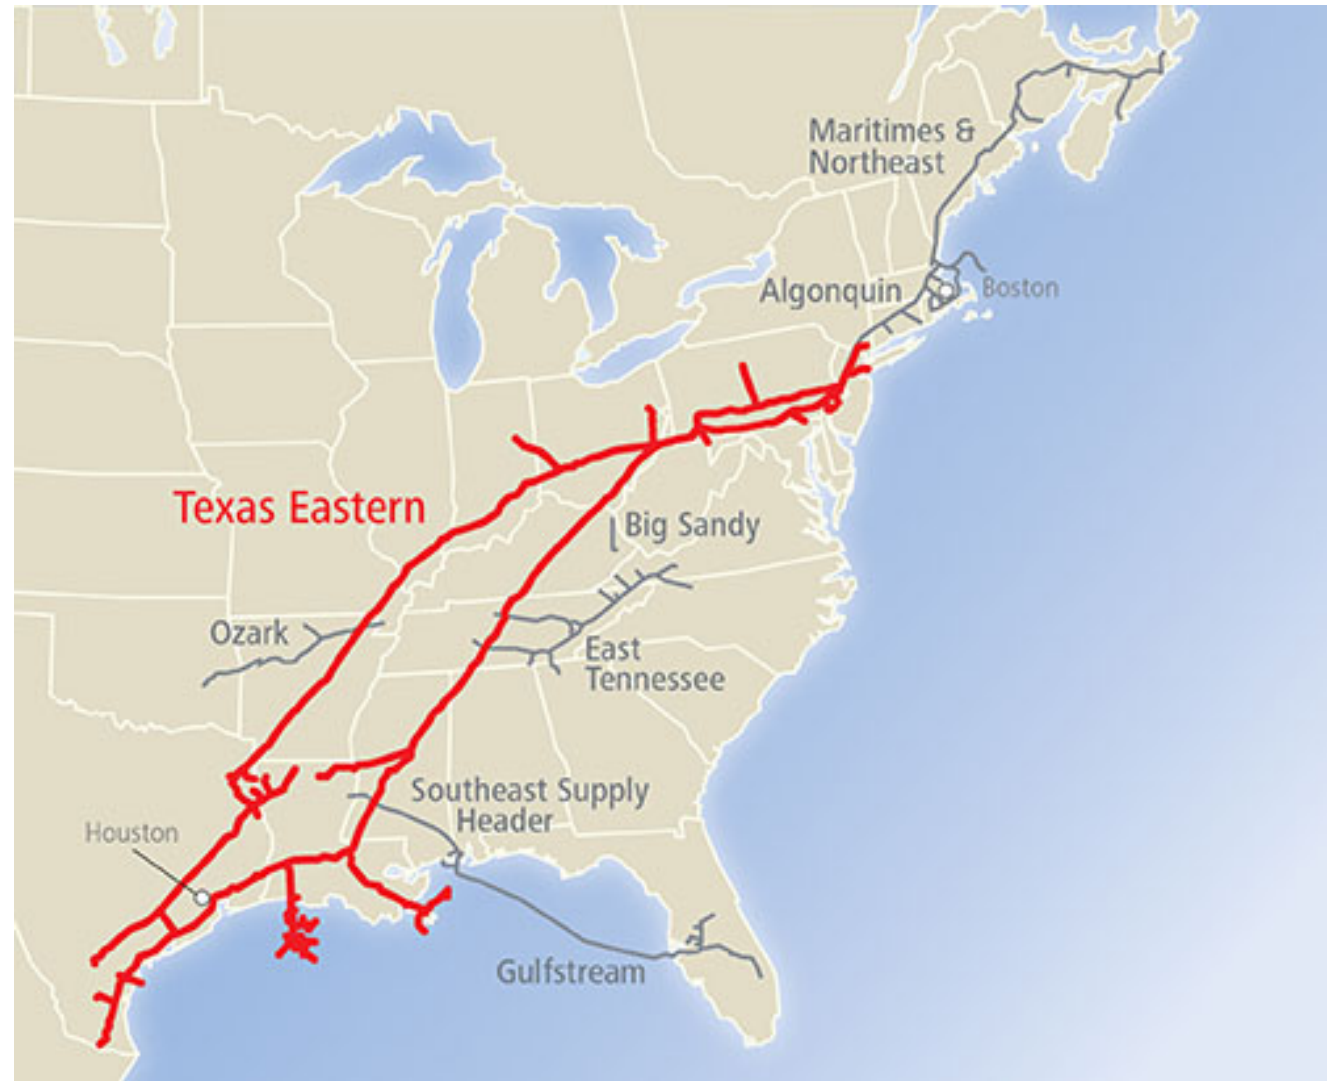 Maritimes &
Northeast
Algonquin
Boston
Texas Eastern
Big Sandy
Ozark
East
Tennessee
Southeast Supply
Header
Houston
Gulfstream